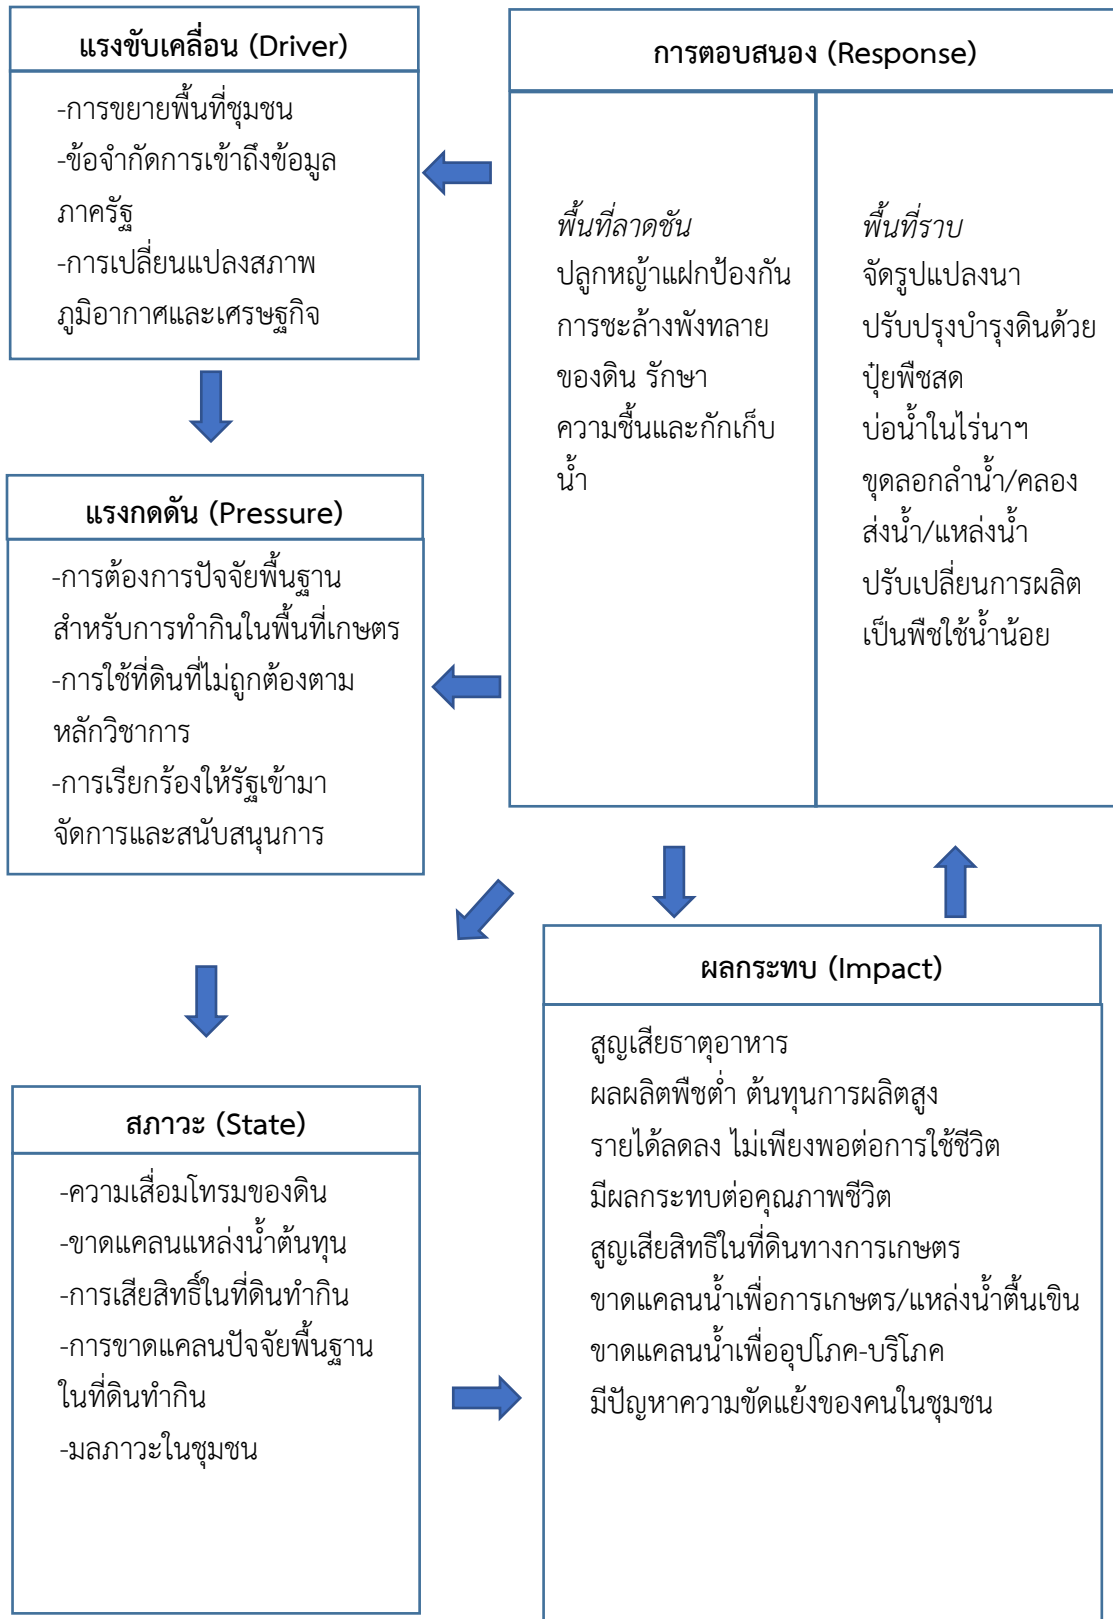 แรงขับเคลื่อน (Driver)
-การขยายพื้นที่ชุมชน
-ข้อจำกัดการเข้าถึงข้อมูล
ภาครัฐ
-การเปลี่ยนแปลงสภาพ
ภูมิอากาศและเศรษฐกิจ
การตอบสนอง (Response)
พื้นที่ลาดชัน
ปลูกหญ้าแฝกป้องกัน
การชะล้างพังทลาย
ของดิน รักษา
ความชื้นและกักเก็บ
น้ำ
พื้นที่ราบ
จัดรูปแปลงนา
ปรับปรุงบำรุงดินด้วย
ปุ๋ยพืชสด
บ่อน้ำในไร่นาฯ
ขุดลอกลำน้ำ/คลอง
ส่งน้ำ/แหล่งน้ำ
ปรับเปลี่ยนการผลิต
เป็นพืชใช้น้ำน้อย
แรงกดดัน (Pressure)
-การต้องการปัจจัยพื้นฐาน
สำหรับการทำกินในพื้นที่เกษตร
-การใช้ที่ดินที่ไม่ถูกต้องตาม
หลักวิชาการ
-การเรียกร้องให้รัฐเข้ามา
จัดการและสนับสนุนการ
สภาวะ (State)
-ความเสื่อมโทรมของดิน
-ขาดแคลนแหล่งน้ำต้นทุน
-การเสียสิทธิ์ในที่ดินทำกิน
-การขาดแคลนปัจจัยพื้นฐาน
ในที่ดินทำกิน
-มลภาวะในชุมชน
ผลกระทบ (Impact)
สูญเสียธาตุอาหาร
ผลผลิตพืชต่ำ ต้นทุนการผลิตสูง
รายได้ลดลง ไม่เพียงพอต่อการใช้ชีวิต
มีผลกระทบต่อคุณภาพชีวิต
สูญเสียสิทธิในที่ดินทางการเกษตร
ขาดแคลนน้ำเพื่อการเกษตร/แหล่งน้ำตื้นเขิน
ขาดแคลนน้ำเพื่ออุปโภค-บริโภค
มีปัญหาความขัดแย้งของคนในชุมชน